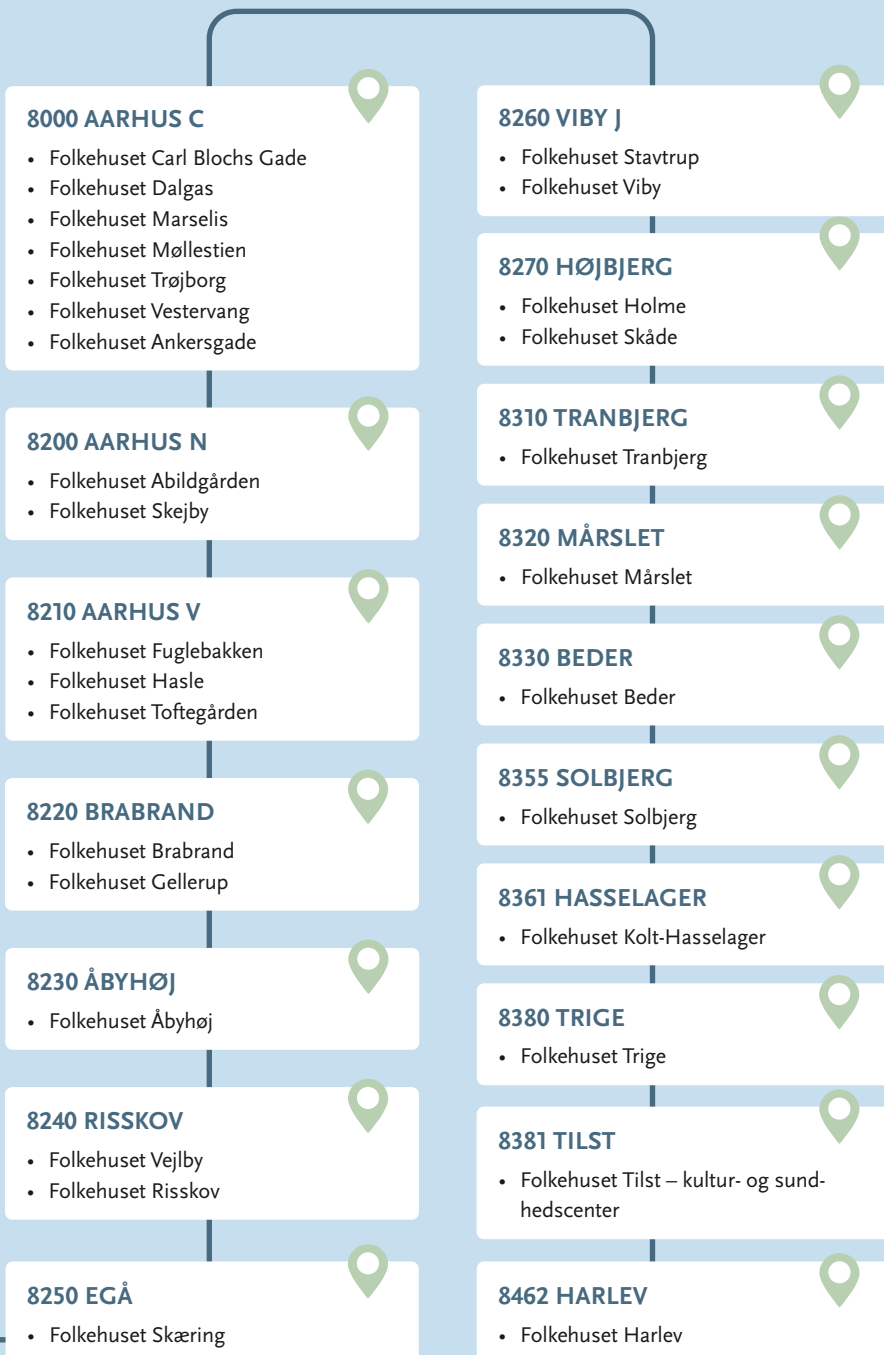 8000 AARHUS C
• Folkehuset Carl Blochs Gade
• Folkehuset Dalgas
• Folkehuset Marselis
• Folkehuset Møllestien
• Folkehuset Trøjborg
• Folkehuset Vestervang
• Folkehuset Ankersgade
8200 AARHUS N
• Folkehuset Abildgården
• Folkehuset Skejby
8210 AARHUS V
• Folkehuset Fuglebakken
• Folkehuset Hasle
• Folkehuset Toftegården
8220 BRABRAND
• Folkehuset Brabrand
• Folkehuset Gellerup
8230 ÅBYHØJ
• Folkehuset Åbyhøj
8240 RISSKOV
• Folkehuset Vejlby
• Folkehuset Risskov
8250 EGÅ
• Folkehuset Skæring
8260 VIBY J
• Folkehuset Stavtrup
• Folkehuset Viby
8270 HØJBJERG
• Folkehuset Holme
• Folkehuset Skåde
8310 TRANBJERG
• Folkehuset Tranbjerg
8320 MÅRSLET
• Folkehuset Mårslet
8330 BEDER
• Folkehuset Beder
8355 SOLBJERG
• Folkehuset Solbjerg
8361 HASSELAGER
• Folkehuset Kolt-Hasselager
8380 TRIGE
• Folkehuset Trige
8381 TILST
• Folkehuset Tilst – kultur- og sund-
hedscenter
8462 HARLEV
• Folkehuset Harlev